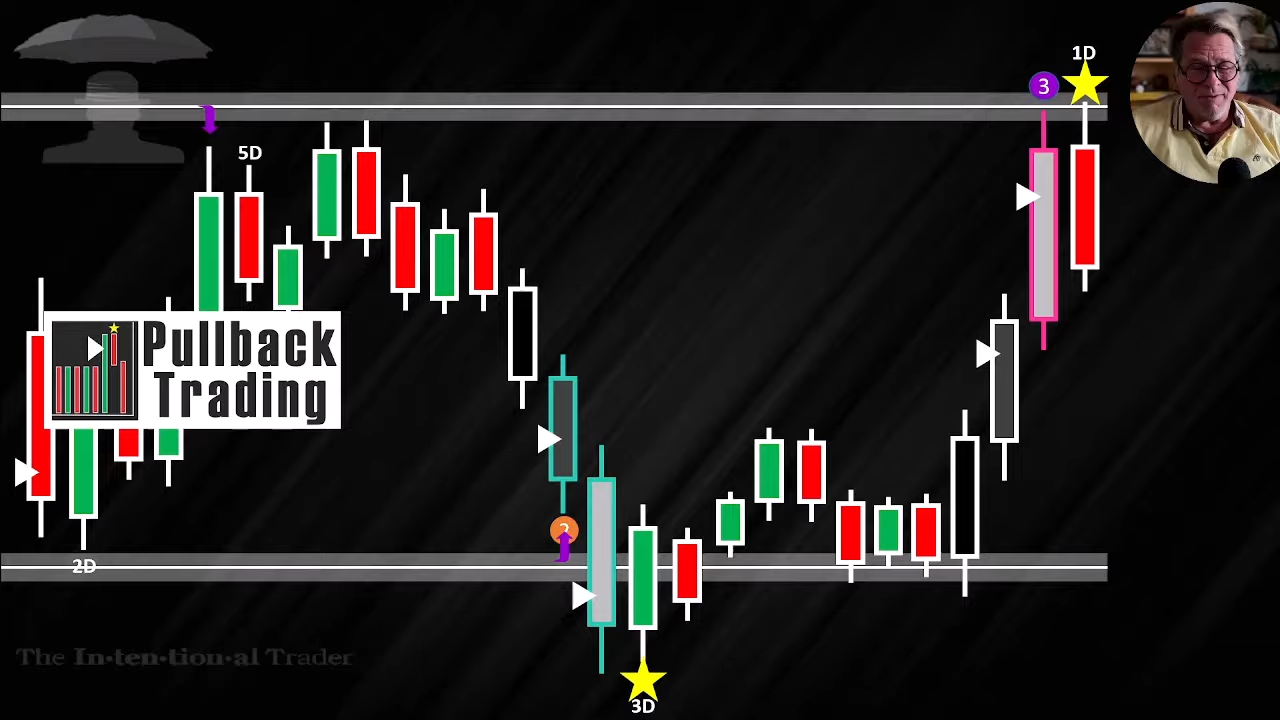 1D
3
5D
Pullback
Trading
2D
The In•ten•tion•al Trader
3D